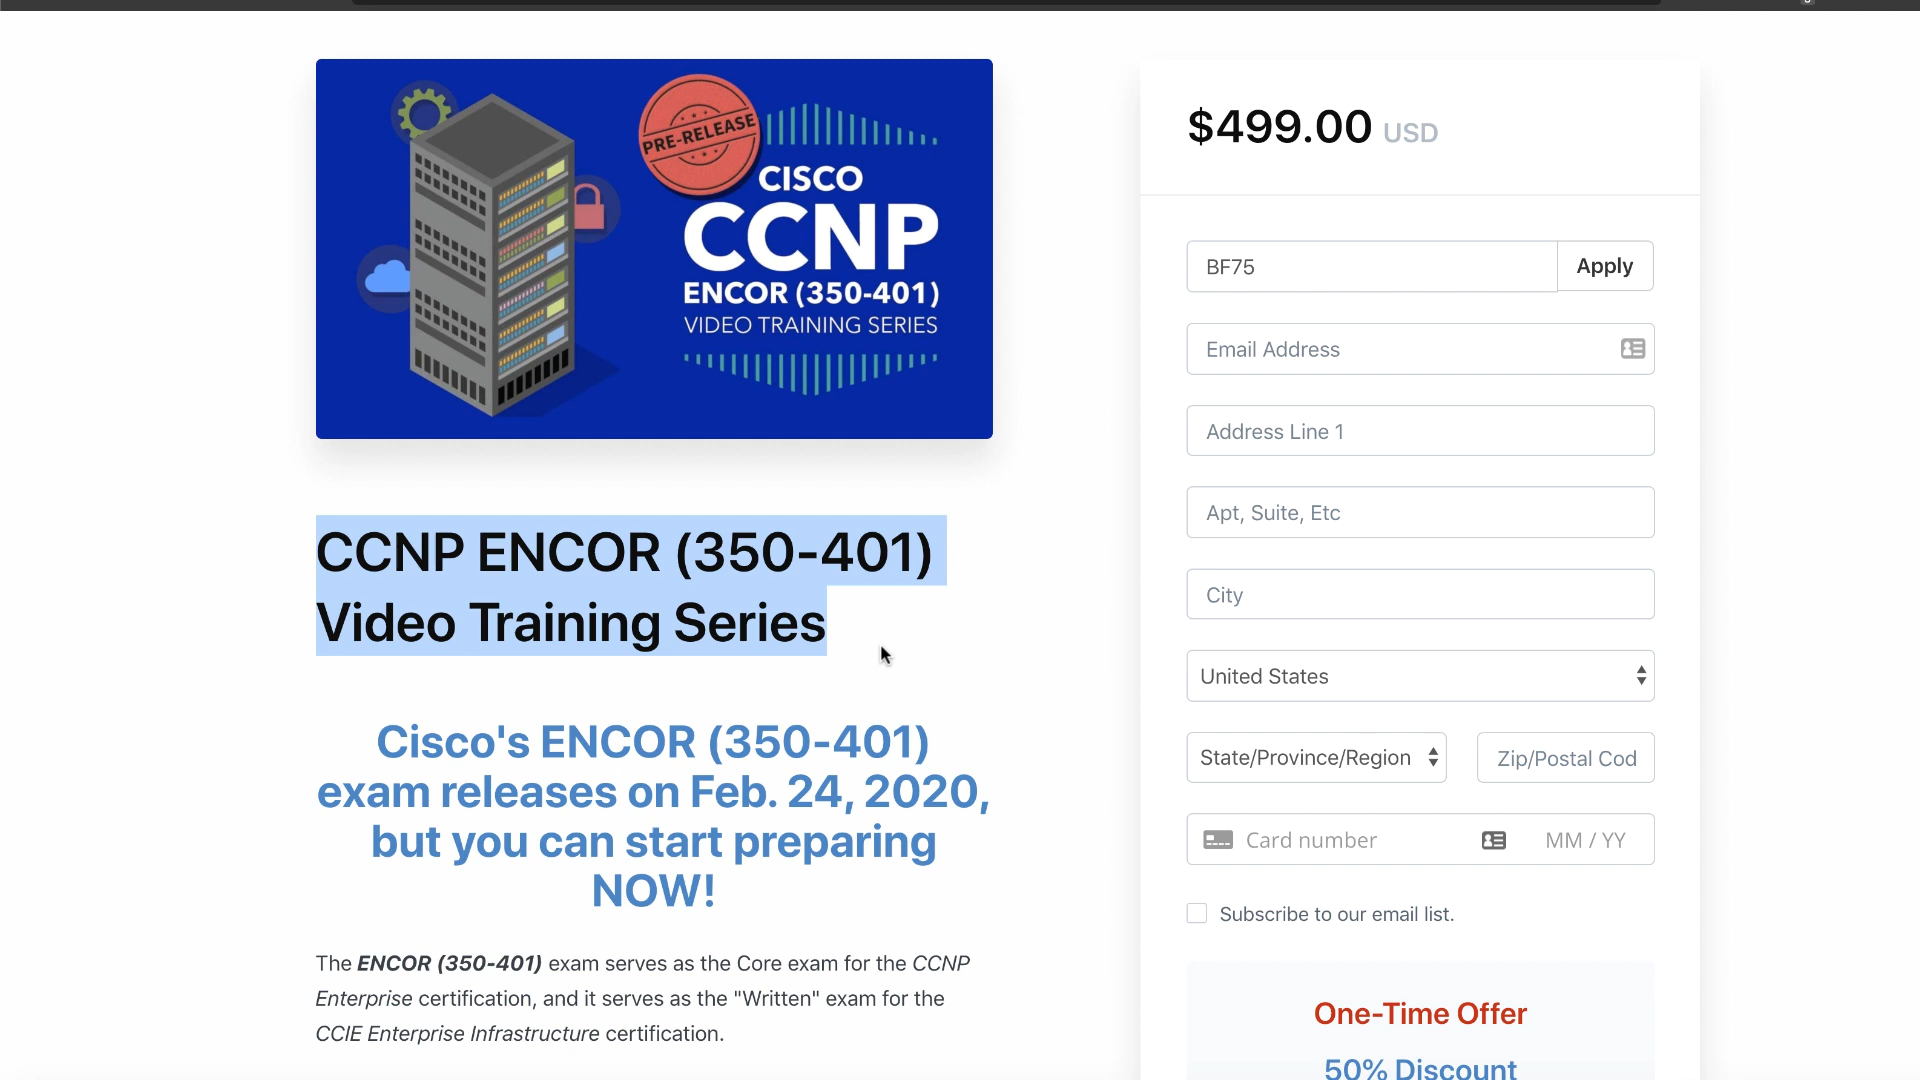 PRE-RELEASE
CISCO
CCNP
ENCOR (350-401)
VIDEO TRAINING SERIES
CCNP ENCOR (350-401)
Video Training Series
Cisco's ENCOR (350-401)
exam releases on Feb. 24, 2020,
but you can start preparing
NOW!
The ENCOR (350-401) exam serves as the Core exam for the CCNP
Enterprise certification, and it serves as the "Written" exam for the
CCIE Enterprise Infrastructure certification.
$499.00 USD
BF75 Apply
Email Address
Address Line 1
Apt, Suite, Etc
City
United States
State/Province/Region Zip/Postal Cod
Card number MM / YY
Subscribe to our email list.
One-Time Offer
50% Discount